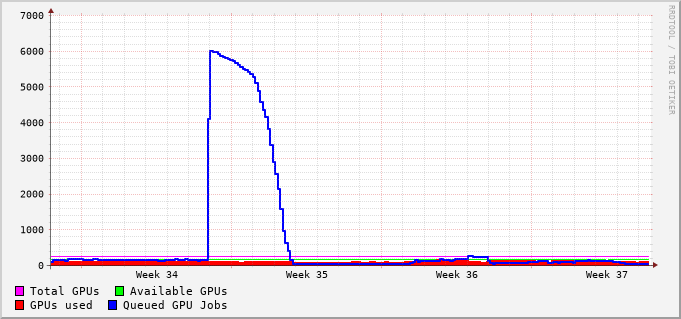 7000
6000
5000
4000
3000
2000
1000
0
Week 34 Week 35 Week 36 Week 37
Total GPUs Available GPUs
GPUs used Queued GPU Jobs
RRDTOOL / TOBI OETIKER